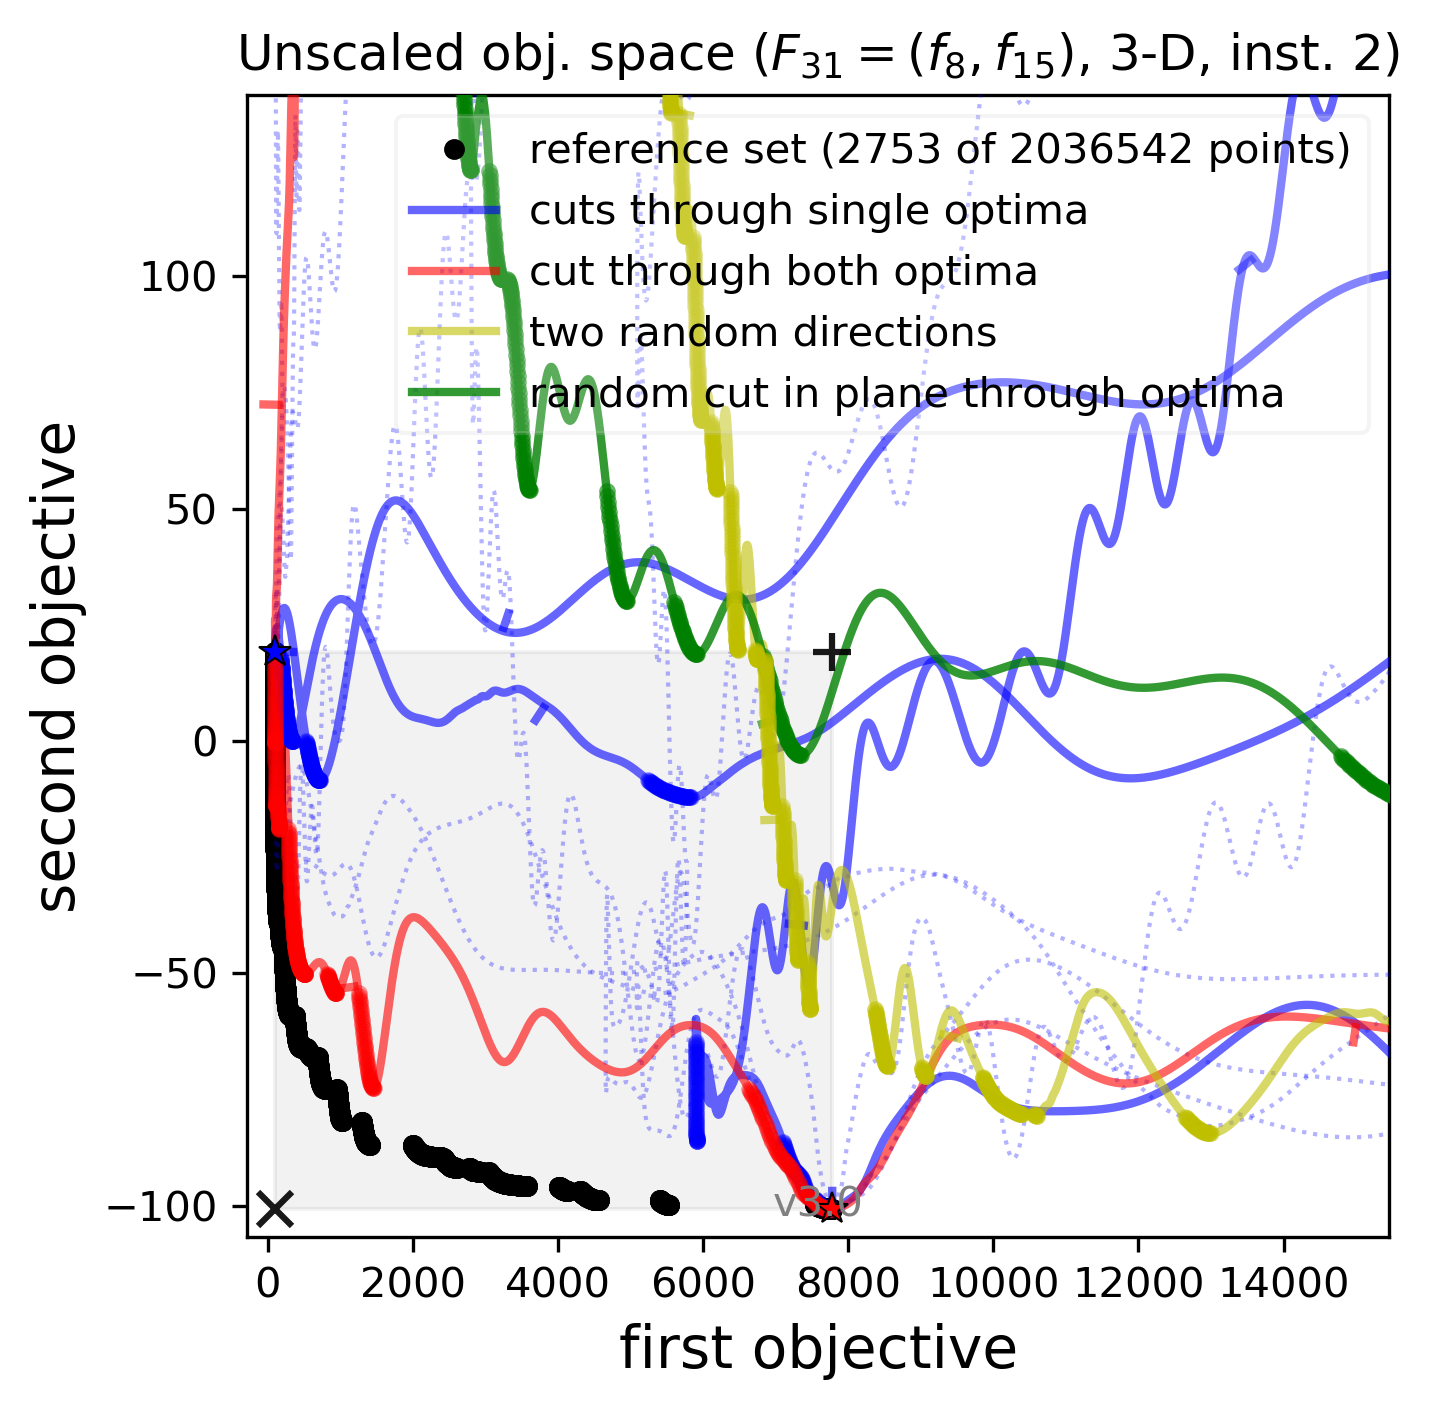 Unscaled obj. space (F₃₁ = (f₈, f₁₅), 3-D, inst. 2)
reference set (2753 of 2036542 points)
cuts through single optima
cut through both optima
two random directions
random cut in plane through optima
second objective
100
50
0
−50
−100
v3.0
0 2000 4000 6000 8000 10000 12000 14000
first objective